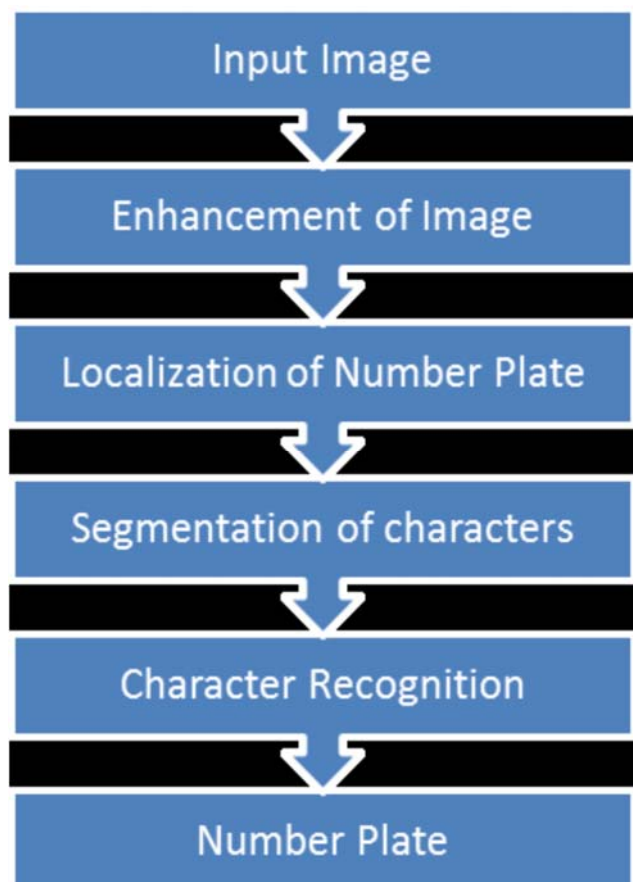 Input Image
Enhancement of Image
Localization of Number Plate
Segmentation of characters
Character Recognition
Number Plate